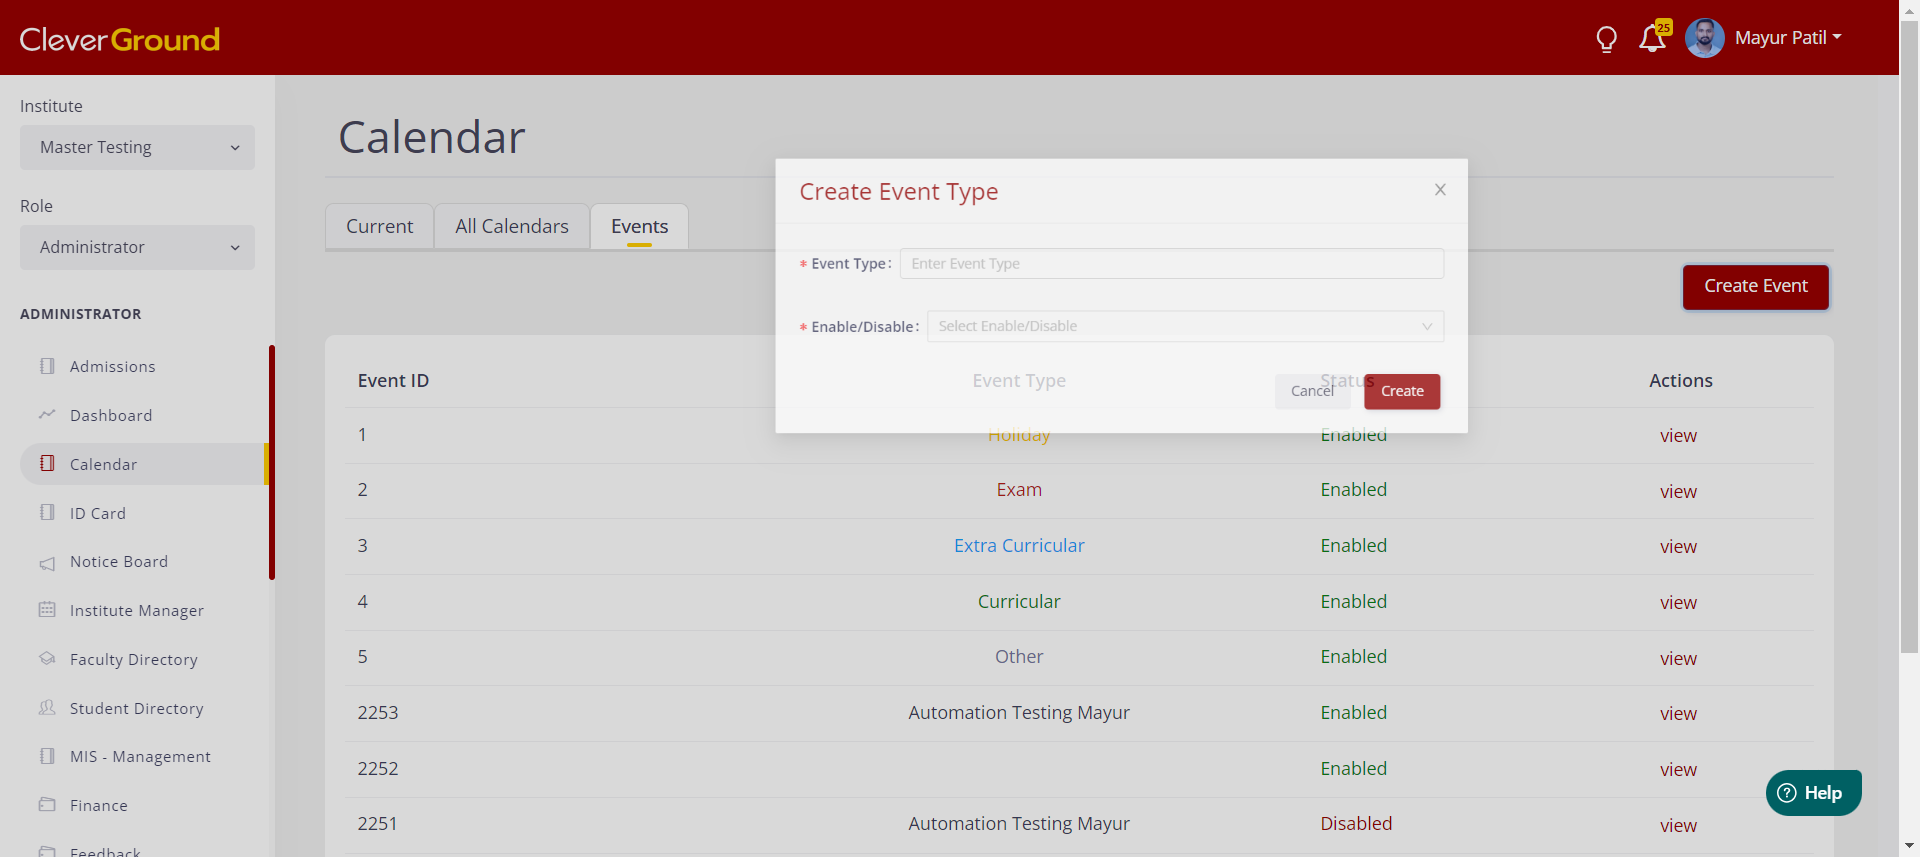 CleverGround
25
Mayur Patil
Institute
Master Testing
Role
Administrator
ADMINISTRATOR
Admissions
Dashboard
Calendar
ID Card
Notice Board
Institute Manager
Faculty Directory
Student Directory
MIS - Management
Finance
Feedback
Calendar
Current
All Calendars
Events
Create Event
Create Event Type
* Event Type:
Enter Event Type
* Enable/Disable:
Select Enable/Disable
Cancel
Create
Event ID
Event Type
Status
Actions
1
Holiday
Enabled
view
2
Exam
Enabled
view
3
Extra Curricular
Enabled
view
4
Curricular
Enabled
view
5
Other
Enabled
view
2253
Automation Testing Mayur
Enabled
view
2252
Enabled
view
2251
Automation Testing Mayur
Disabled
view
? Help